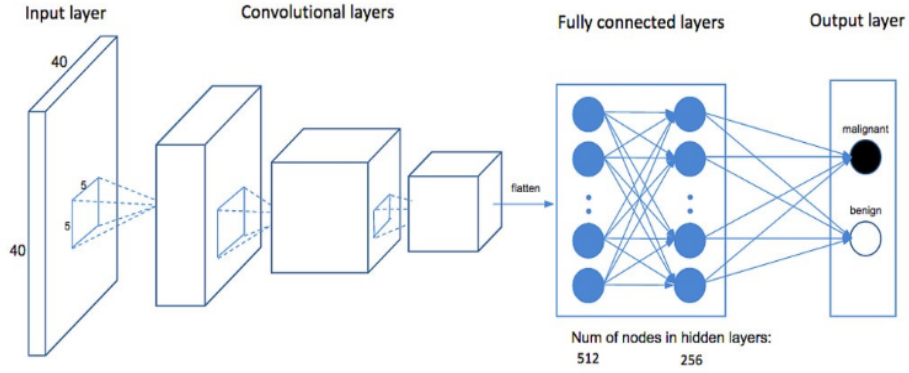 Input layer
Convolutional layers
Fully connected layers
Output layer
40
40
5
5
flatten
malignant
benign
Num of nodes in hidden layers:
512 256